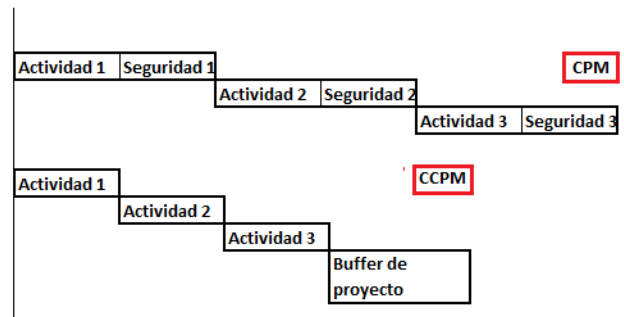 Actividad 1 Seguridad 1 CPM
Actividad 2 Seguridad 2
Actividad 3 Seguridad 3
Actividad 1 CCPM
Actividad 2
Actividad 3
Buffer de
proyecto